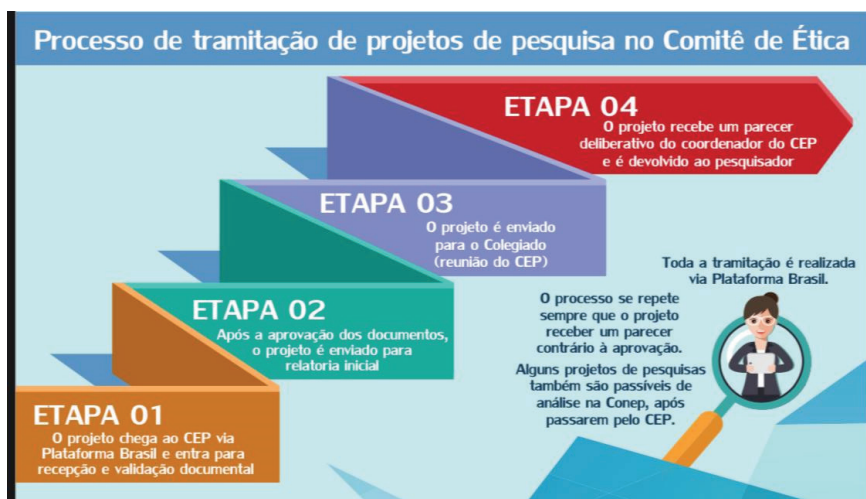 Processo de tramitação de projetos de pesquisa no Comitê de Ética
ETAPA 04
O projeto recebe um parecer
deliberativo do coordenador do CEP
e é devolvido ao pesquisador
ETAPA 03
O projeto é enviado
para o Colegiado
(reunião do CEP)
ETAPA 02
Após a aprovação dos documentos,
o projeto é enviado para
relatoria inicial
ETAPA 01
O projeto chega ao CEP via
Plataforma Brasil e entra para
recepção e validação documental
Toda a tramitação é realizada
via Plataforma Brasil.
O processo se repete
sempre que o projeto
receber um parecer
contrário à aprovação.
Alguns projetos de pesquisas
também são passíveis de
análise na Conep, após
passarem pelo CEP.